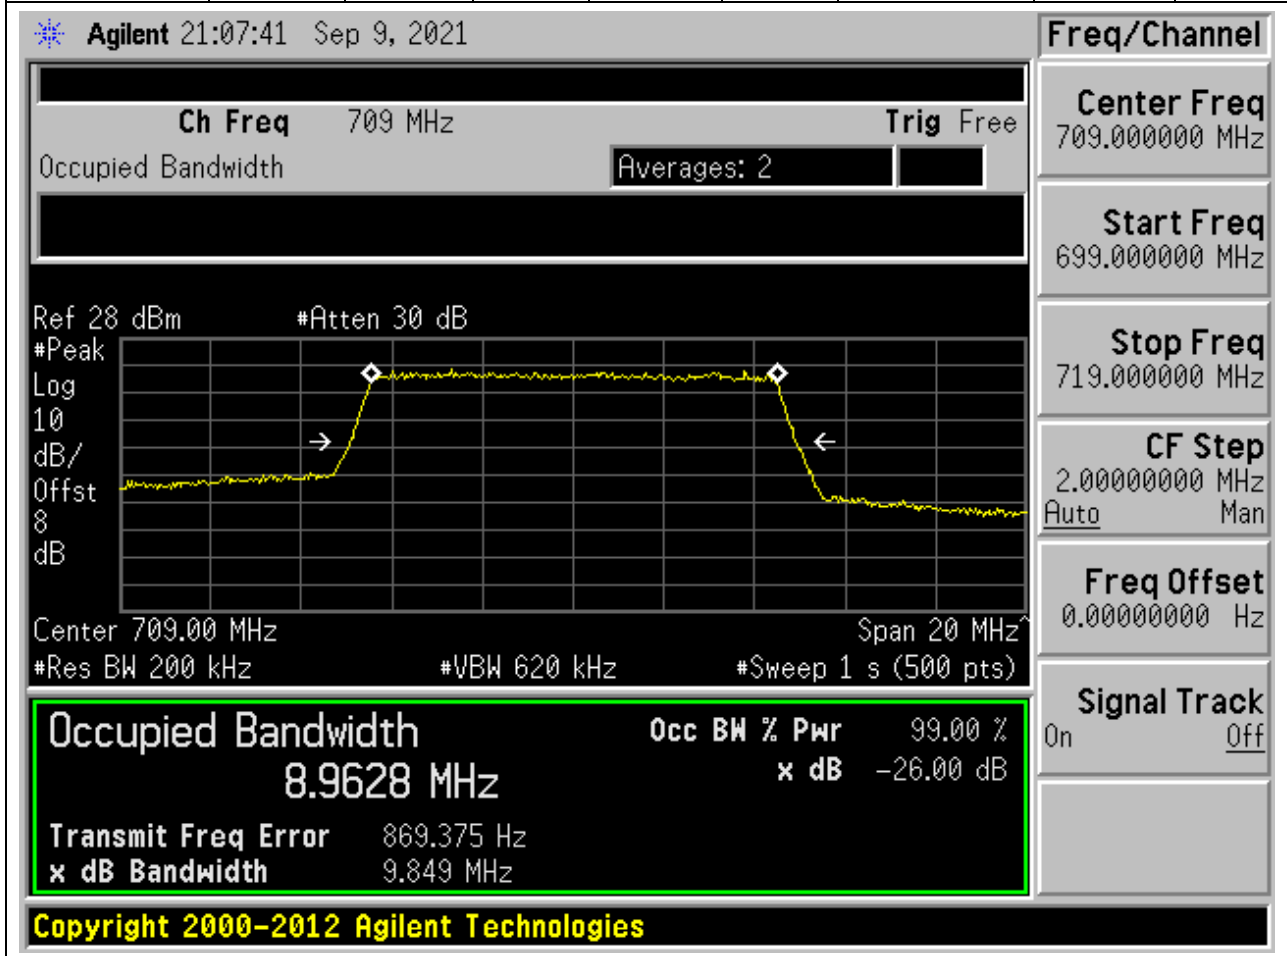 Agilent 21:07:41 Sep 9, 2021
Freq/Channel
Ch Freq 709 MHz Trig Free
Occupied Bandwidth Averages: 2
Ref 28 dBm #Atten 30 dB
#Peak
Log
10
dB/
Offst
8
dB
Center 709.00 MHz Span 20 MHz^
#Res BW 200 kHz #VBW 620 kHz #Sweep 1 s (500 pts)
Occupied Bandwidth Occ BW % Pwr 99.00 %
8.9628 MHz x dB -26.00 dB
Transmit Freq Error 869.375 Hz
x dB Bandwidth 9.849 MHz
Copyright 2000-2012 Agilent Technologies
Center Freq
709.000000 MHz
Start Freq
699.000000 MHz
Stop Freq
719.000000 MHz
CF Step
2.00000000 MHz
Auto Man
Freq Offset
0.00000000 Hz
Signal Track
On Off